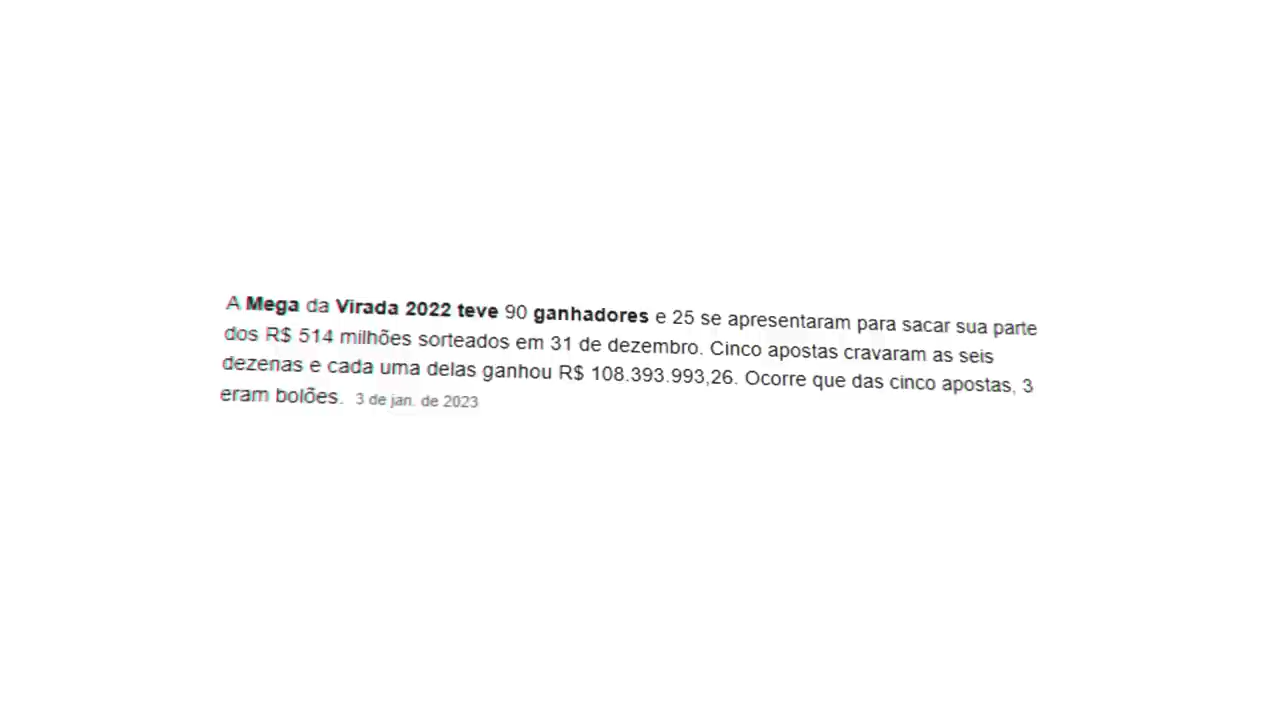 A Mega da Virada 2022 teve 90 ganhadores e 25 se apresentaram para sacar sua parte
dos R$ 514 milhões sorteados em 31 de dezembro. Cinco apostas cravaram as seis
dezenas e cada uma delas ganhou R$ 108.393.993,26. Ocorre que das cinco apostas, 3
eram bolões. 3 de jan. de 2023